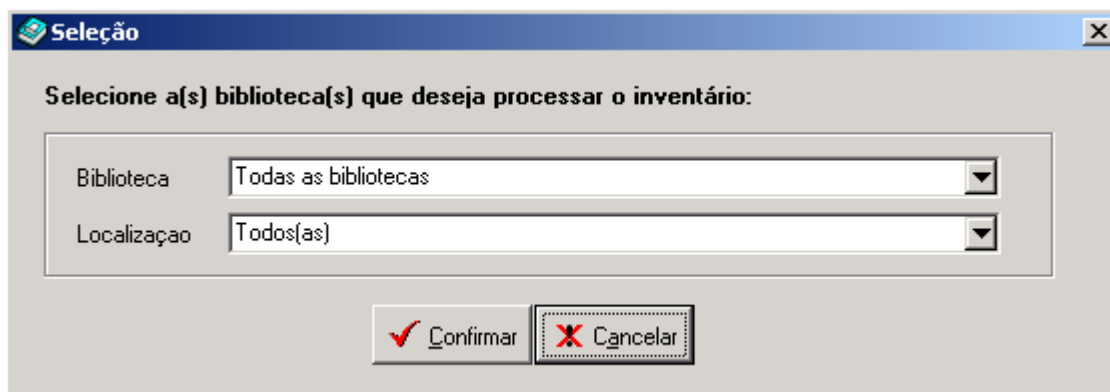 Seleção
Selecione a(s) biblioteca(s) que deseja processar o inventário:
Biblioteca Todas as bibliotecas
Localizaçao Todos(as)
Confirmar Cancelar